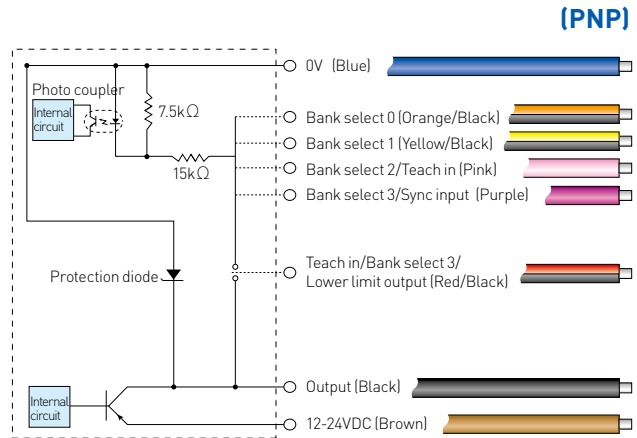 (PNP)
0V (Blue)
Photo coupler
Internal
circuit
7.5kΩ
15kΩ
Bank select 0 (Orange/Black)
Bank select 1 (Yellow/Black)
Bank select 2/Teach in (Pink)
Bank select 3/Sync input (Purple)
Protection diode
Teach in/Bank select 3/
Lower limit output (Red/Black)
Internal
circuit
Output (Black)
12-24VDC (Brown)